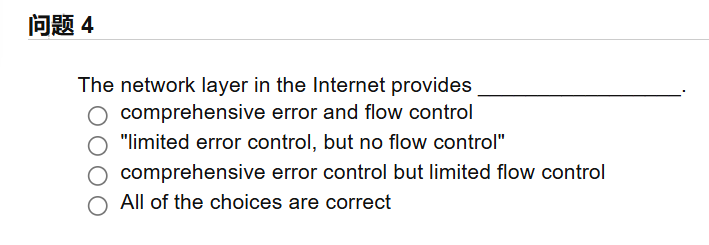 问题 4
The network layer in the Internet provides ____________________.
comprehensive error and flow control
"limited error control, but no flow control"
comprehensive error control but limited flow control
All of the choices are correct